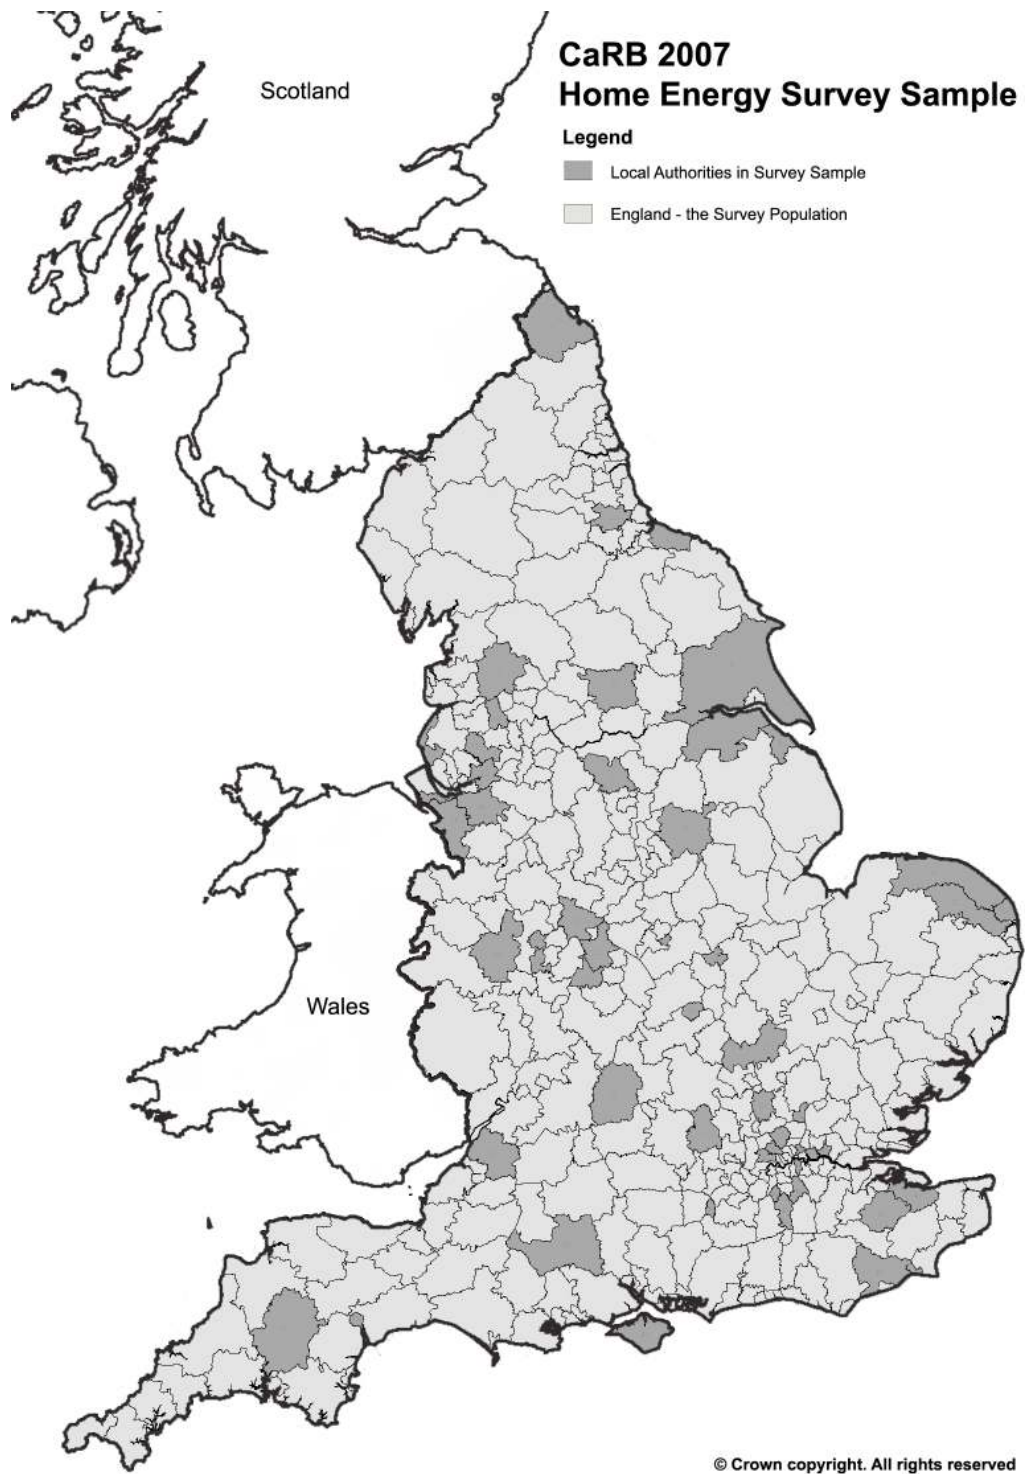 CaRB 2007
Home Energy Survey Sample
Legend
Local Authorities in Survey Sample
England - the Survey Population
Scotland
Wales
© Crown copyright. All rights reserved